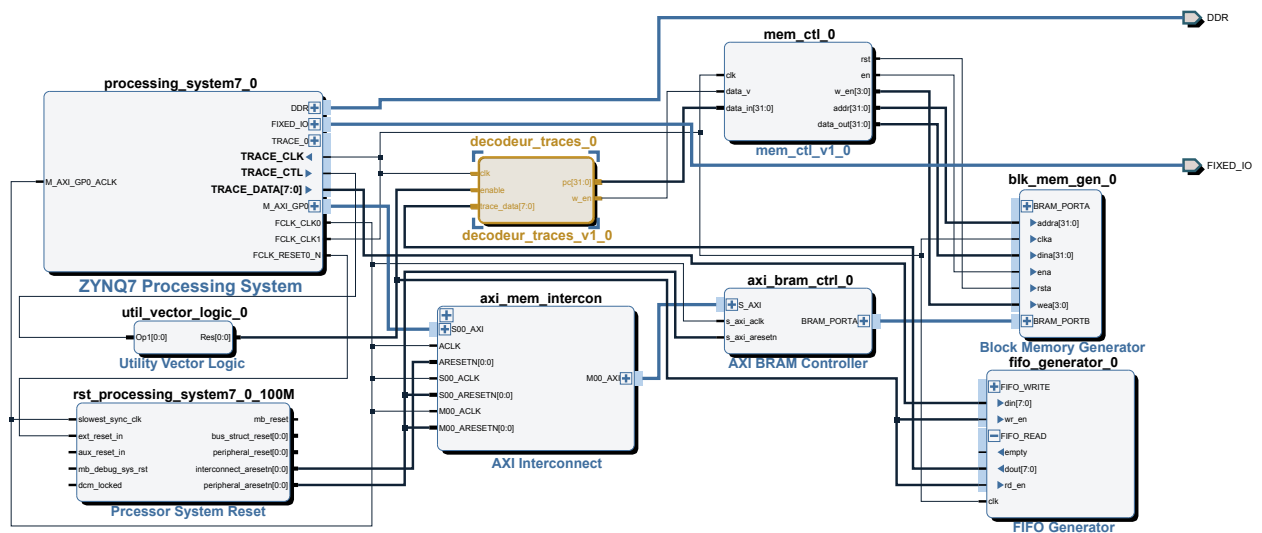 DDR
FIXED_IO
processing_system7_0
M_AXI_GP0_ACLK
DDR
FIXED_IO
TRACE_0
TRACE_CLK
TRACE_CTL
TRACE_DATA[7:0]
M_AXI_GP0
FCLK_CLK0
FCLK_CLK1
FCLK_RESET0_N
ZYNQ7 Processing System
decodeur_traces_0
clk
enable
trace_data[7:0]
pc[31:0]
w_en
decodeur_traces_v1_0
mem_ctl_0
clk
data_v
data_in[31:0]
rst
en
w_en[3:0]
addr[31:0]
data_out[31:0]
mem_ctl_v1_0
blk_mem_gen_0
BRAM_PORTA
addra[31:0]
clka
dina[31:0]
ena
rsta
wea[3:0]
BRAM_PORTB
Block Memory Generator
util_vector_logic_0
Op1[0:0]
Res[0:0]
Utility Vector Logic
axi_mem_intercon
S00_AXI
ACLK
ARESETN[0:0]
S00_ACLK
S00_ARESETN[0:0]
M00_ACLK
M00_ARESETN[0:0]
M00_AXI
AXI Interconnect
axi_bram_ctrl_0
S_AXI
s_axi_aclk
s_axi_aresetn
BRAM_PORTA
AXI BRAM Controller
rst_processing_system7_0_100M
slowest_sync_clk
ext_reset_in
aux_reset_in
mb_debug_sys_rst
dcm_locked
mb_reset
bus_struct_reset[0:0]
peripheral_reset[0:0]
interconnect_aresetn[0:0]
peripheral_aresetn[0:0]
Prcessor System Reset
fifo_generator_0
FIFO_WRITE
din[7:0]
wr_en
FIFO_READ
empty
dout[7:0]
rd_en
clk
FIFO Generator